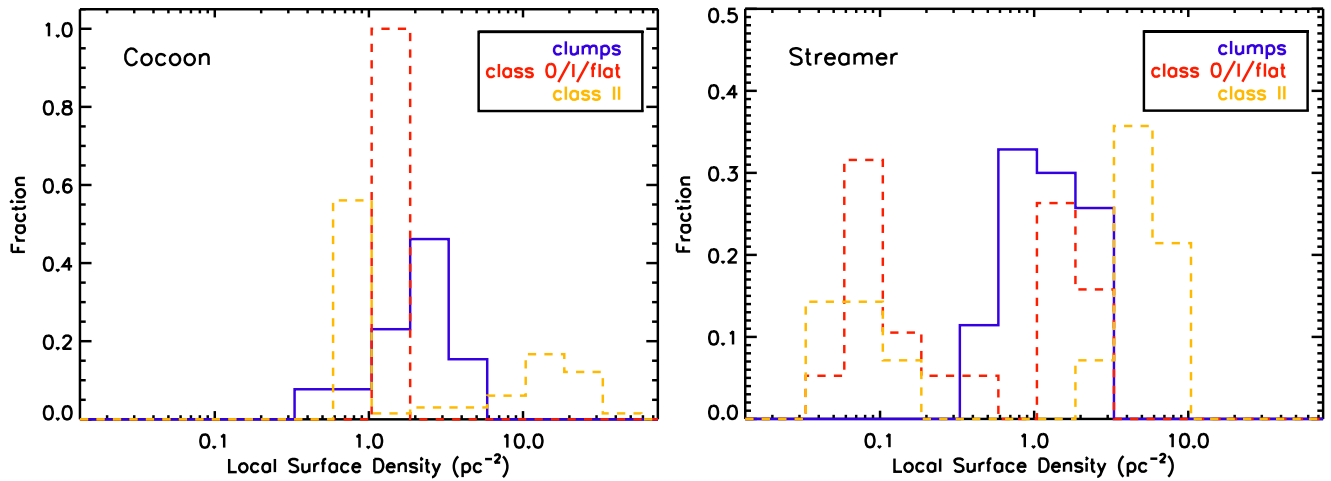 Cocoon
clumps
class 0/I/flat
class II
1.0
0.8
0.6
0.4
0.2
0.0
Fraction
0.1
1.0
10.0
Local Surface Density (pc⁻²)
Streamer
clumps
class 0/I/flat
class II
0.5
0.4
0.3
0.2
0.1
0.0
Fraction
0.1
1.0
10.0
Local Surface Density (pc⁻²)